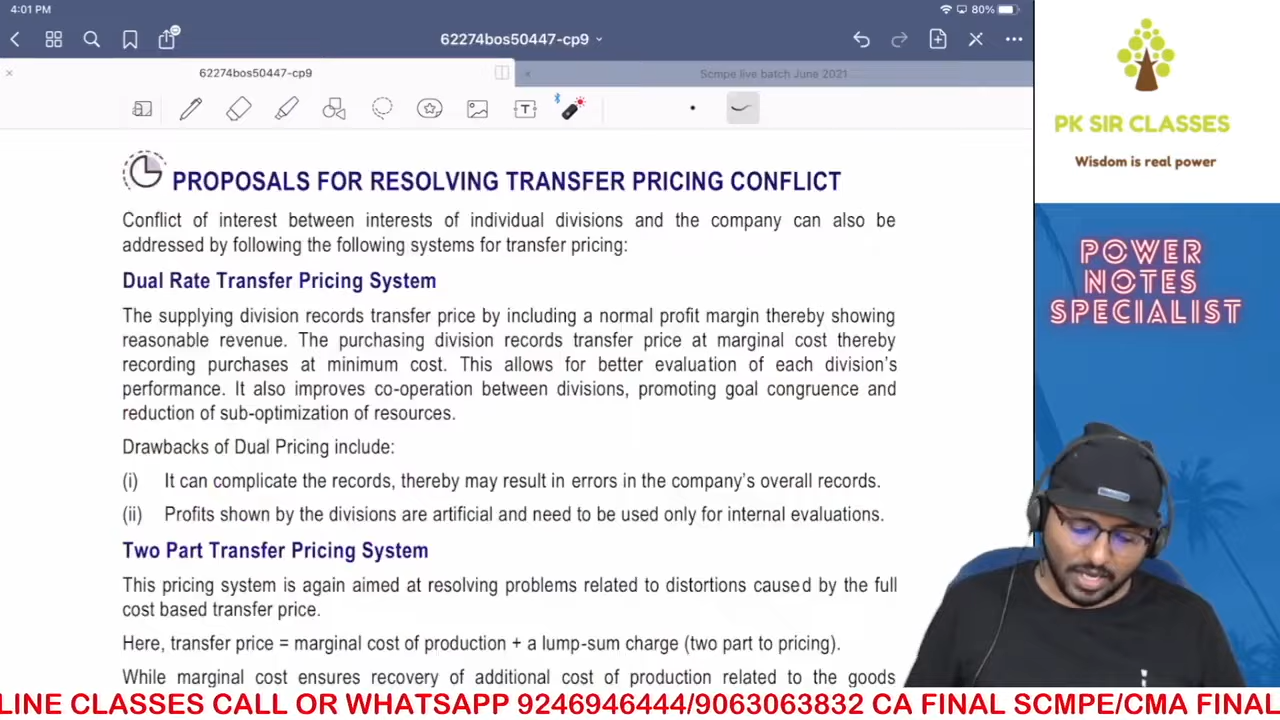 4:01 PM
80%
62274bos50447-cp9
62274bos50447-cp9
Scmpe live batch June 2021
T
PROPOSALS FOR RESOLVING TRANSFER PRICING CONFLICT
Conflict of interest between interests of individual divisions and the company can also be
addressed by following the following systems for transfer pricing:
Dual Rate Transfer Pricing System
The supplying division records transfer price by including a normal profit margin thereby showing
reasonable revenue. The purchasing division records transfer price at marginal cost thereby
recording purchases at minimum cost. This allows for better evaluation of each division's
performance. It also improves co-operation between divisions, promoting goal congruence and
reduction of sub-optimization of resources.
Drawbacks of Dual Pricing include:
(i) It can complicate the records, thereby may result in errors in the company's overall records.
(ii) Profits shown by the divisions are artificial and need to be used only for internal evaluations.
Two Part Transfer Pricing System
This pricing system is again aimed at resolving problems related to distortions caused by the full
cost based transfer price.
Here, transfer price = marginal cost of production + a lump-sum charge (two part to pricing).
While marginal cost ensures recovery of additional cost of production related to the goods
PK SIR CLASSES
Wisdom is real power
POWER
NOTES
SPECIALIST
LINE CLASSES CALL OR WHATSAPP 9246946444/9063063832 CA FINAL SCMPE/CMA FINAL